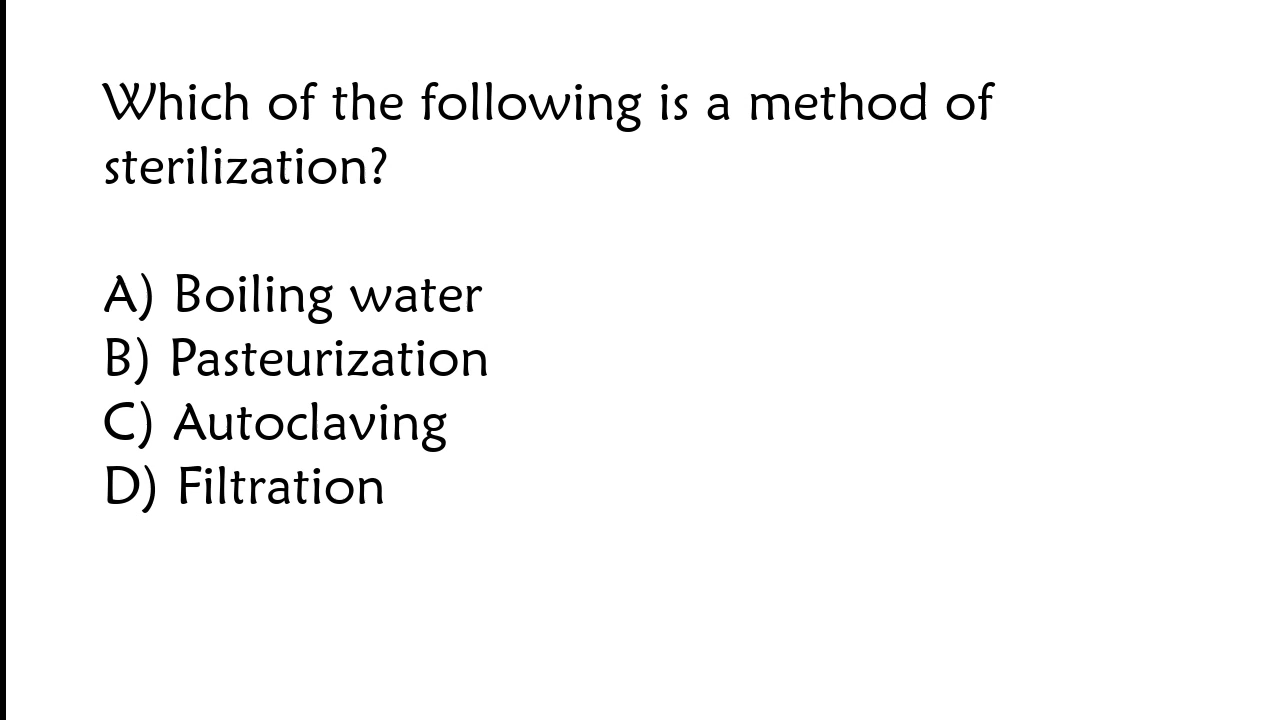 Which of the following is a method of
sterilization?
A) Boiling water
B) Pasteurization
C) Autoclaving
D) Filtration